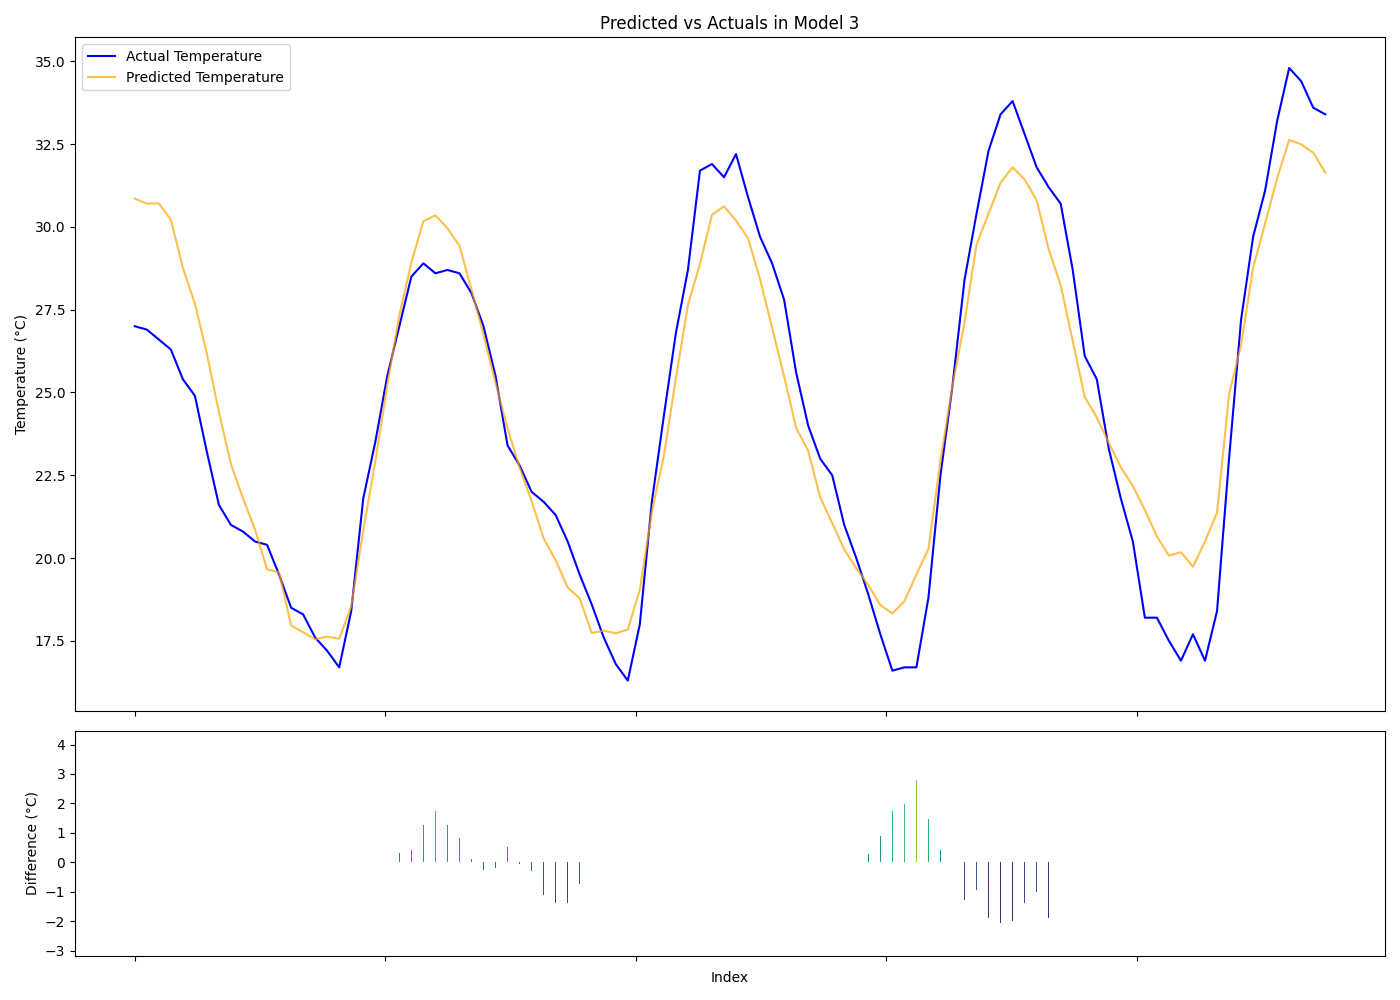 Predicted vs Actuals in Model 3
Actual Temperature
Predicted Temperature
35.0
32.5
30.0
27.5
25.0
22.5
20.0
17.5
Temperature (°C)
4
3
2
1
0
−1
−2
−3
Difference (°C)
Index